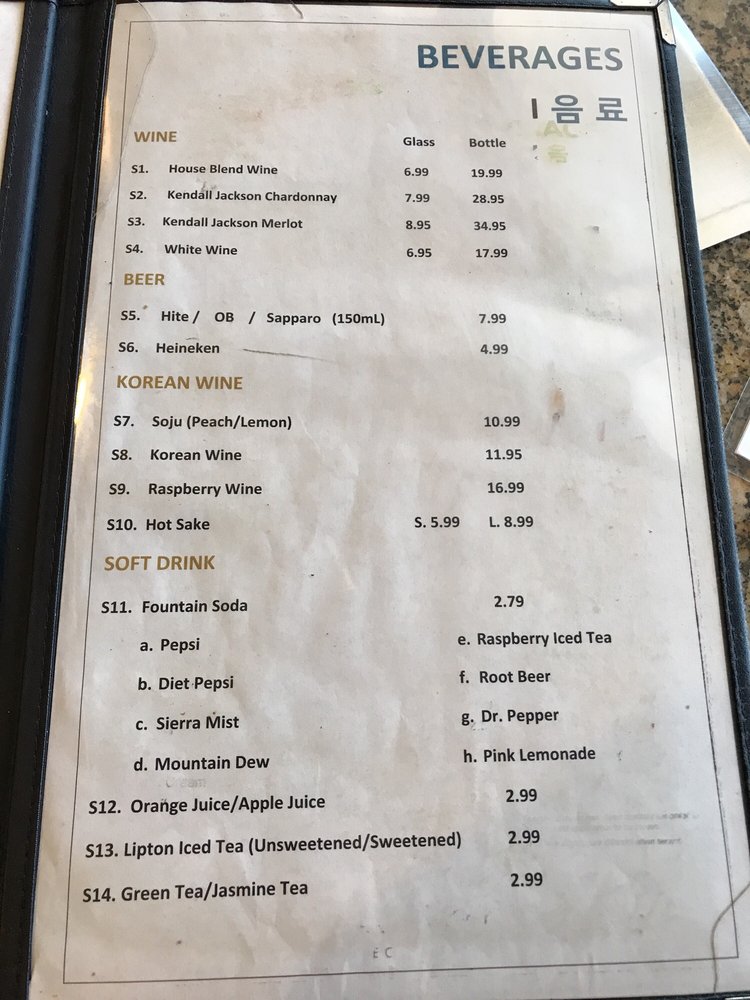 BEVERAGES
| 음 료
WINE Glass Bottle
S1. House Blend Wine 6.99 19.99
S2. Kendall Jackson Chardonnay 7.99 28.95
S3. Kendall Jackson Merlot 8.95 34.95
S4. White Wine 6.95 17.99
BEER
S5. Hite / OB / Sapparo (150mL) 7.99
S6. Heineken 4.99
KOREAN WINE
S7. Soju (Peach/Lemon) 10.99
S8. Korean Wine 11.95
S9. Raspberry Wine 16.99
S10. Hot Sake S. 5.99 L. 8.99
SOFT DRINK
S11. Fountain Soda 2.79
a. Pepsi e. Raspberry Iced Tea
b. Diet Pepsi f. Root Beer
c. Sierra Mist g. Dr. Pepper
d. Mountain Dew h. Pink Lemonade
S12. Orange Juice/Apple Juice 2.99
S13. Lipton Iced Tea (Unsweetened/Sweetened) 2.99
S14. Green Tea/Jasmine Tea 2.99
E C